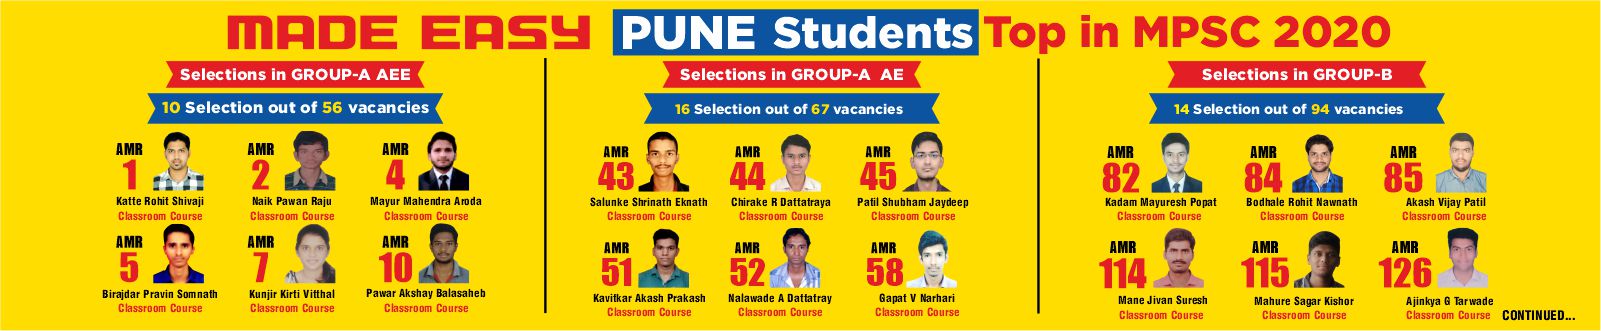 MADE EASY PUNE Students Top in MPSC 2020
Selections in GROUP-A AEE
10 Selection out of 56 vacancies
AMR 1
Katte Rohit Shivaji
Classroom Course
AMR 2
Naik Pawan Raju
Classroom Course
AMR 4
Mayur Mahendra Aroda
Classroom Course
AMR 5
Birajdar Pravin Somnath
Classroom Course
AMR 7
Kunjir Kirti Vitthal
Classroom Course
AMR 10
Pawar Akshay Balasaheb
Classroom Course
Selections in GROUP-A AE
16 Selection out of 67 vacancies
AMR 43
Salunke Shrinath Eknath
Classroom Course
AMR 44
Chirake R Dattatraya
Classroom Course
AMR 45
Patil Shubham Jaydeep
Classroom Course
AMR 51
Kavitkar Akash Prakash
Classroom Course
AMR 52
Nalawade A Dattatray
Classroom Course
AMR 58
Gapat V Narhari
Classroom Course
Selections in GROUP-B
14 Selection out of 94 vacancies
AMR 82
Kadam Mayuresh Popat
Classroom Course
AMR 84
Bodhale Rohit Nawnath
Classroom Course
AMR 85
Akash Vijay Patil
Classroom Course
AMR 114
Mane Jivan Suresh
Classroom Course
AMR 115
Mahure Sagar Kishor
Classroom Course
AMR 126
Ajinkya G Tarwade
Classroom Course
CONTINUED...